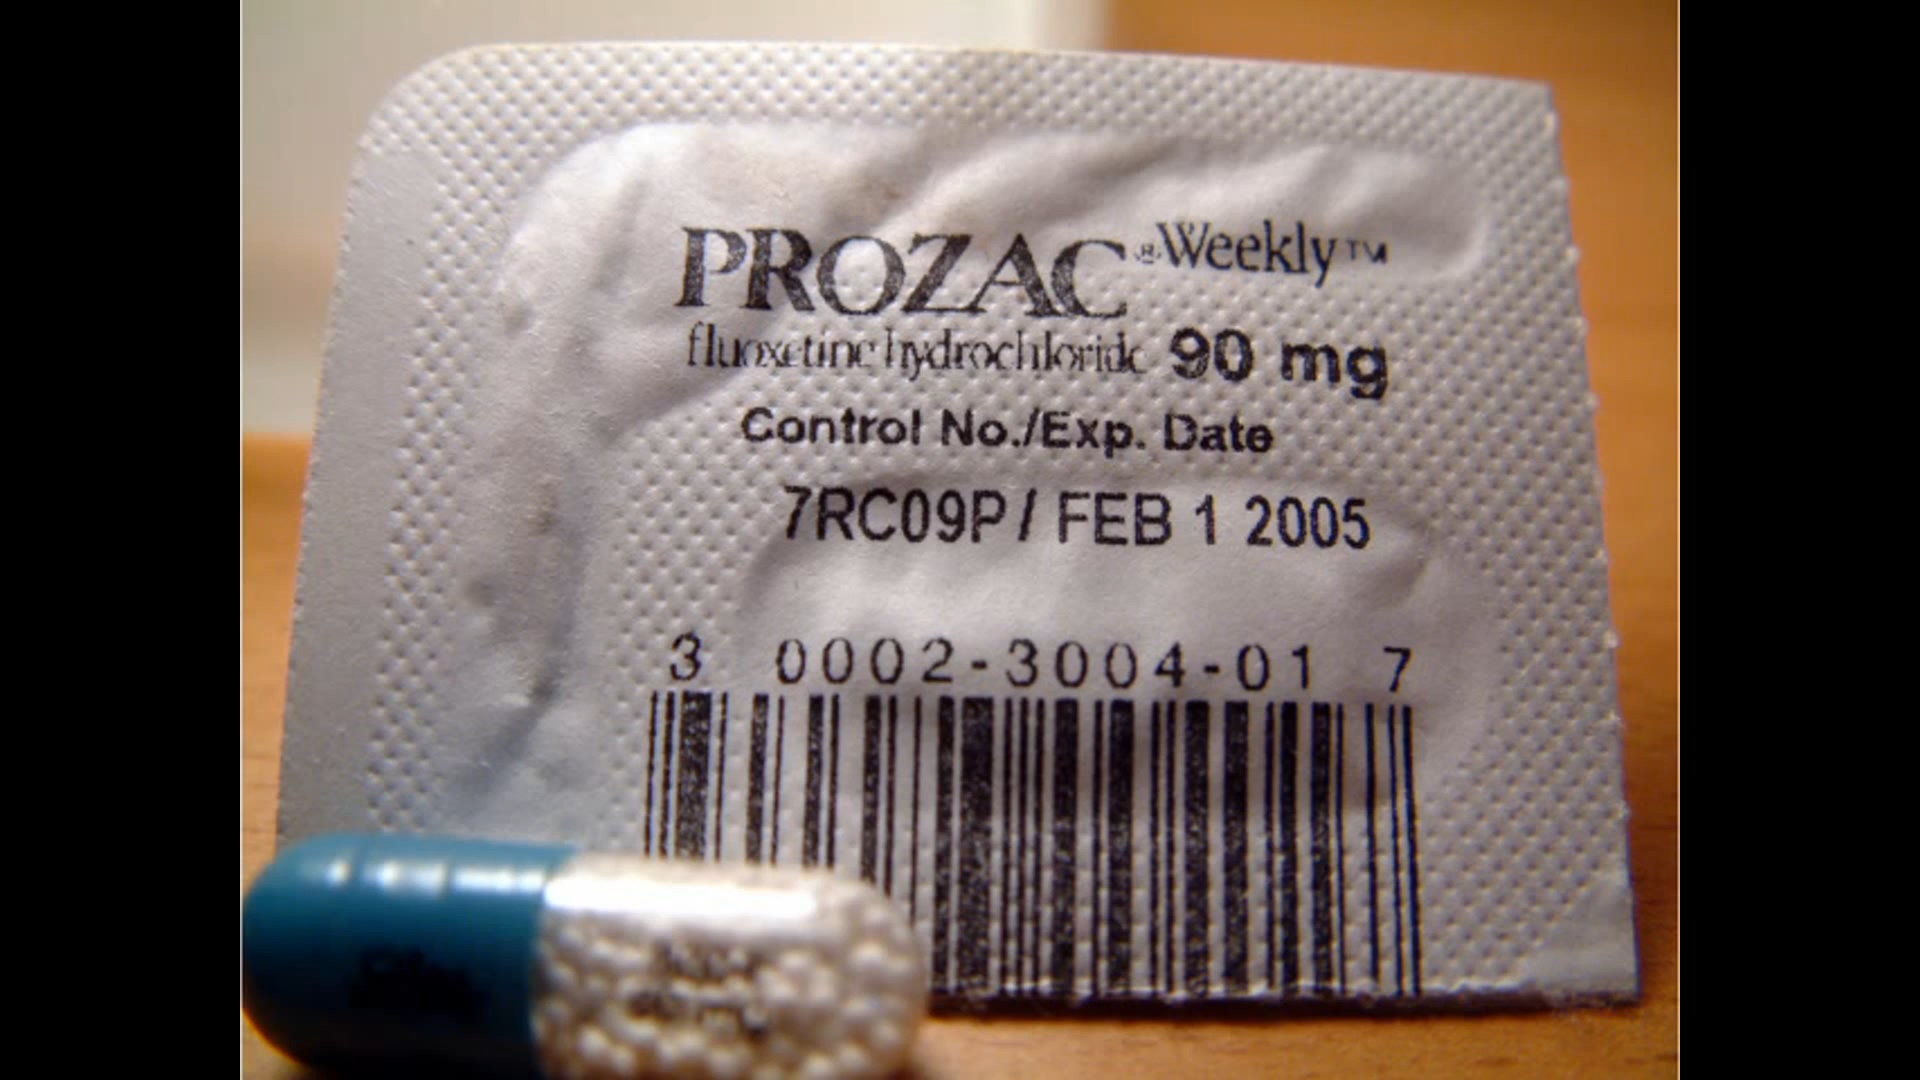 PROZAC® Weekly™
fluoxetine hydrochloride 90 mg
Control No./Exp. Date
7RC09P / FEB 1 2005
3 0002-3004-01 7